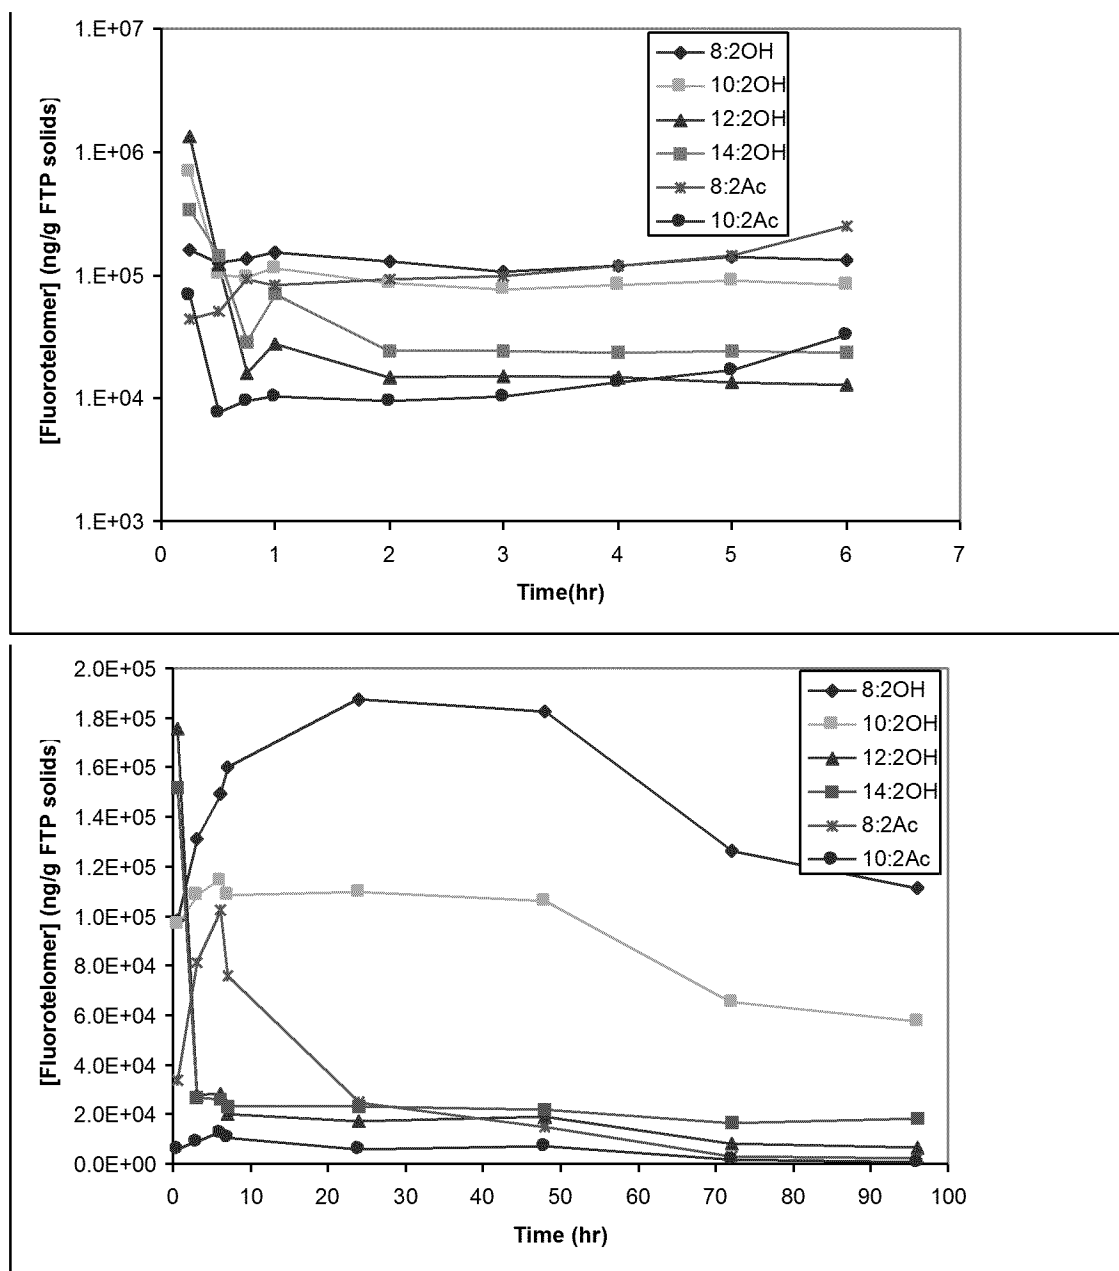 [Fluorotelomer] (ng/g FTP solids)
1.E+07
1.E+06
1.E+05
1.E+04
1.E+03
0 1 2 3 4 5 6 7
Time(hr)
8:2OH
10:2OH
12:2OH
14:2OH
8:2Ac
10:2Ac
[Fluorotelomer] (ng/g FTP solids)
2.0E+05
1.8E+05
1.6E+05
1.4E+05
1.2E+05
1.0E+05
8.0E+04
6.0E+04
4.0E+04
2.0E+04
0.0E+00
0 10 20 30 40 50 60 70 80 90 100
Time (hr)
8:2OH
10:2OH
12:2OH
14:2OH
8:2Ac
10:2Ac